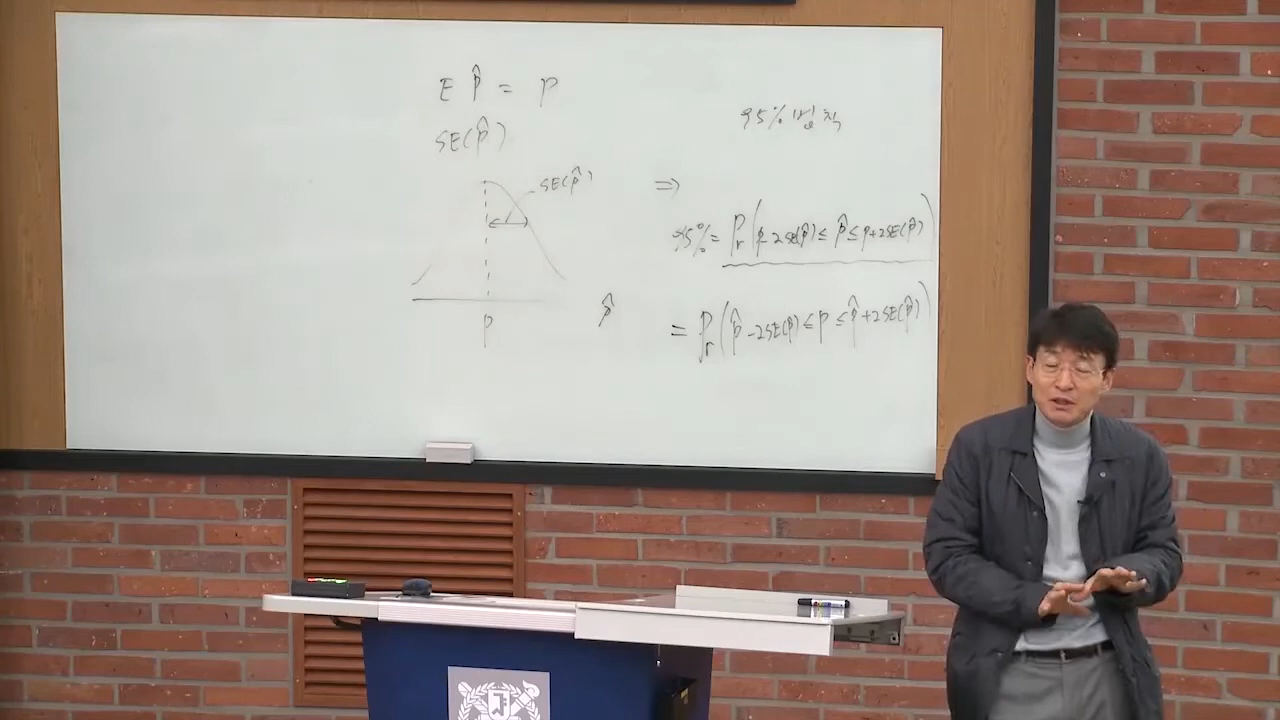 E p̂ = p
SE(p̂)
SE(p̂)
p
p̂
95% 법칙
⇒
95% = Pr(p-2SE(p̂) ≤ p̂ ≤ p+2SE(p̂))
= Pr(p̂-2SE(p̂) ≤ p ≤ p̂+2SE(p̂))